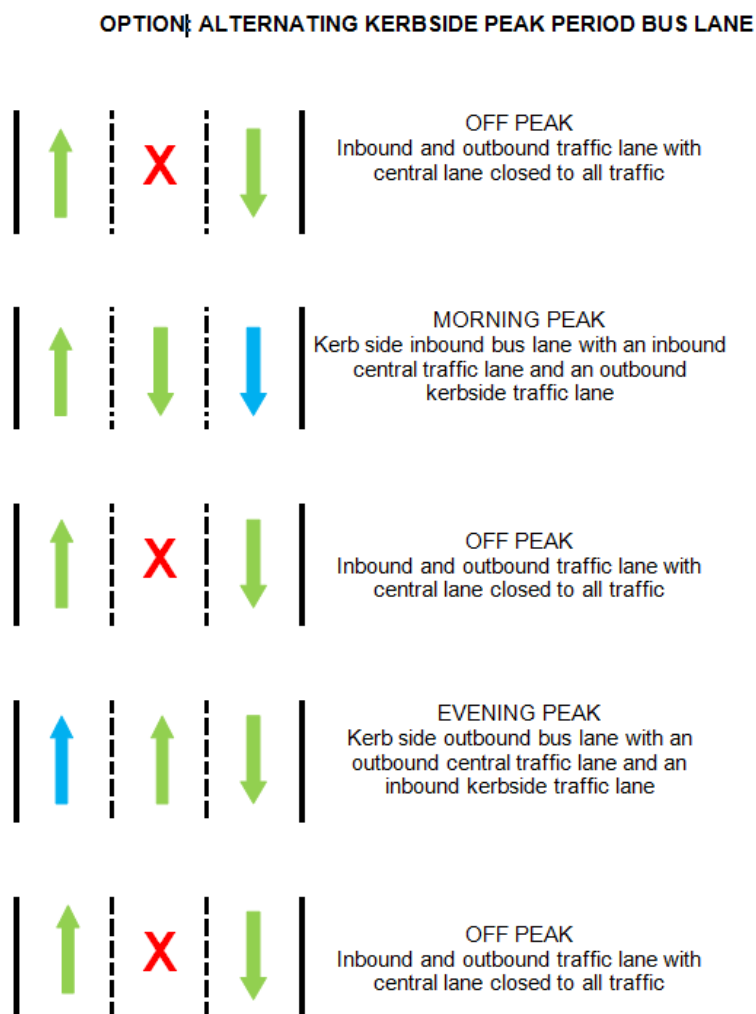 OPTION: ALTERNATING KERBSIDE PEAK PERIOD BUS LANE
X
OFF PEAK
Inbound and outbound traffic lane with
central lane closed to all traffic
MORNING PEAK
Kerb side inbound bus lane with an inbound
central traffic lane and an outbound
kerbside traffic lane
X
OFF PEAK
Inbound and outbound traffic lane with
central lane closed to all traffic
EVENING PEAK
Kerb side outbound bus lane with an
outbound central traffic lane and an
inbound kerbside traffic lane
X
OFF PEAK
Inbound and outbound traffic lane with
central lane closed to all traffic